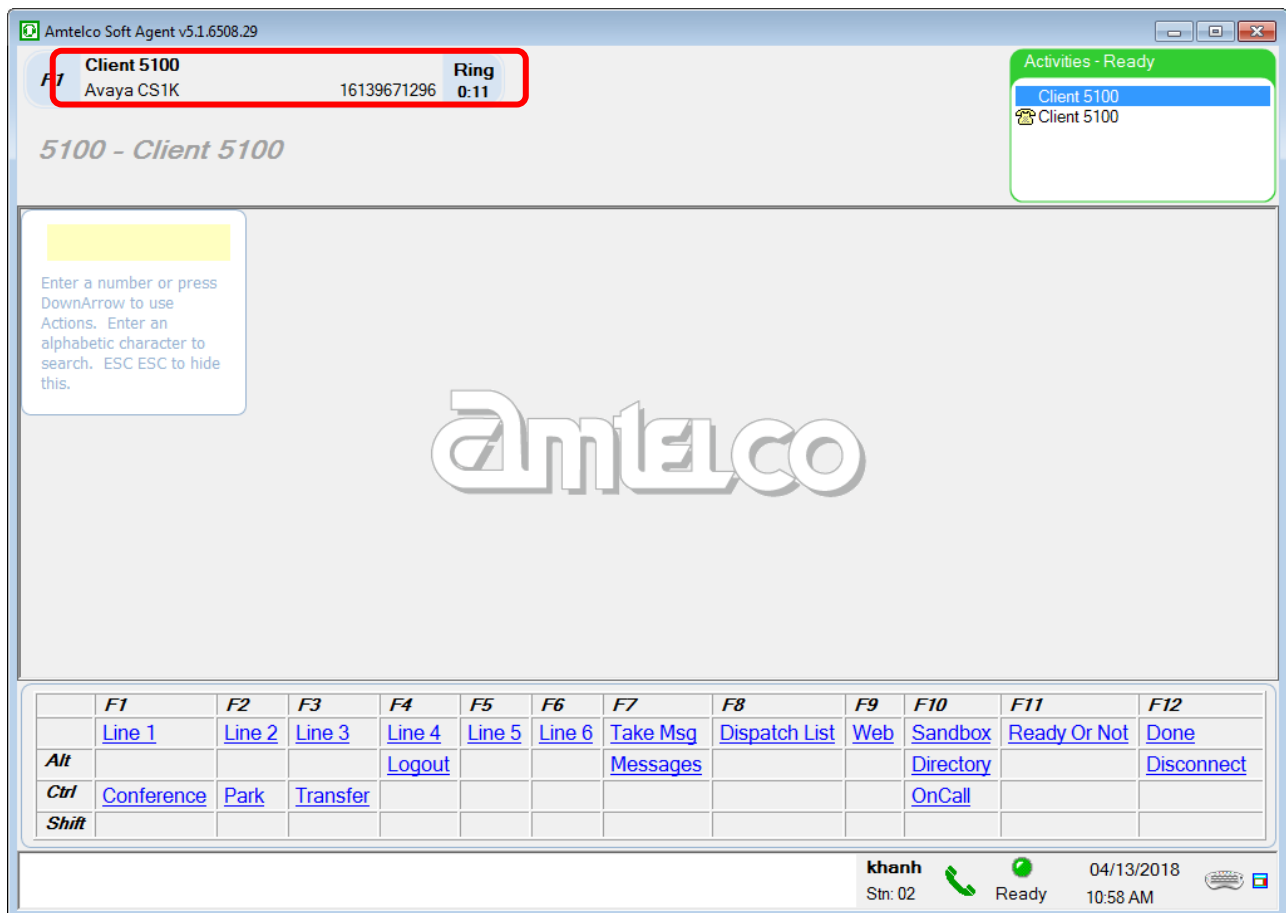 Amtelco Soft Agent v5.1.6508.29
F1 Client 5100 Ring
Avaya CS1K 16139671296 0:11
Activities - Ready
Client 5100
Client 5100
5100 - Client 5100
Enter a number or press
DownArrow to use
Actions. Enter an
alphabetic character to
search. ESC ESC to hide
this.
amtelco
F1 F2 F3 F4 F5 F6 F7 F8 F9 F10 F11 F12
Line 1 Line 2 Line 3 Line 4 Line 5 Line 6 Take Msg Dispatch List Web Sandbox Ready Or Not Done
Alt Logout Messages Directory Disconnect
Ctrl Conference Park Transfer OnCall
Shift
khanh 04/13/2018
Stn: 02 Ready 10:58 AM